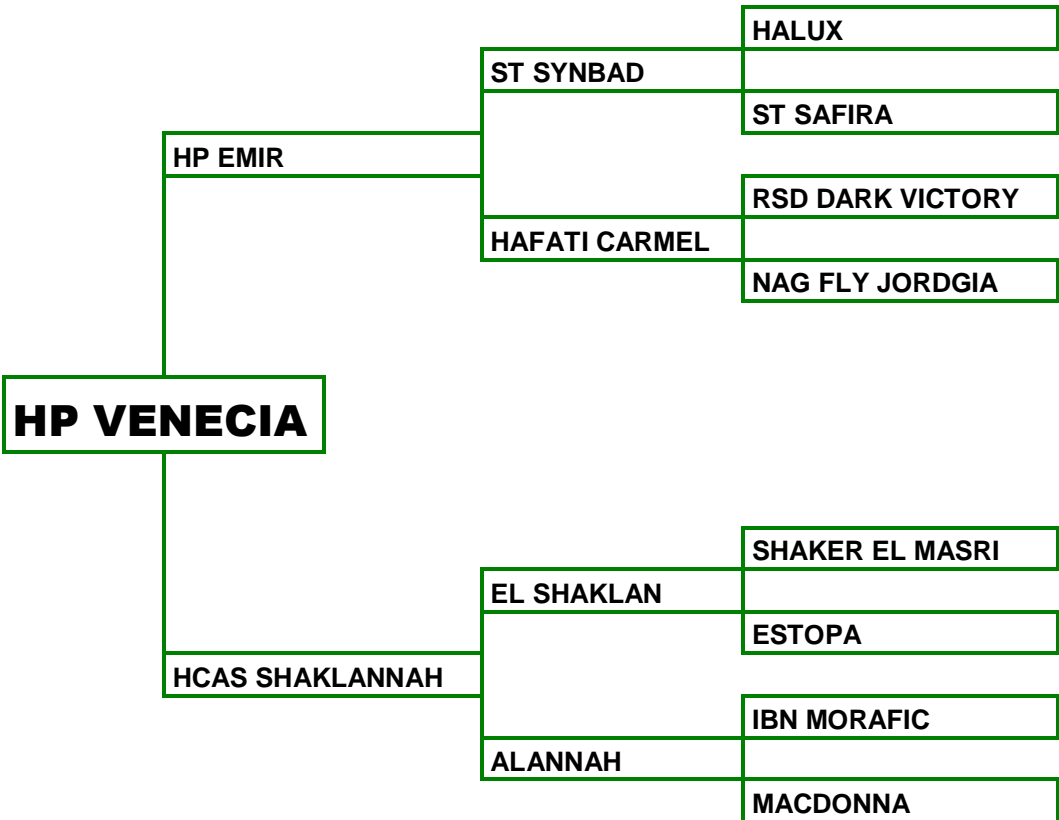 HALUX
ST SYNBAD
ST SAFIRA
HP EMIR
RSD DARK VICTORY
HAFATI CARMEL
NAG FLY JORDGIA
HP VENECIA
SHAKER EL MASRI
EL SHAKLAN
ESTOPA
HCAS SHAKLANNAH
IBN MORAFIC
ALANNAH
MACDONNA